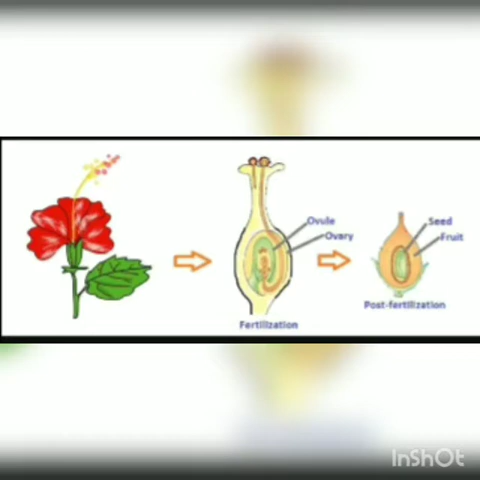 Ovule
Ovary
Fertilization
Seed
Fruit
Post-fertilization
InShOt